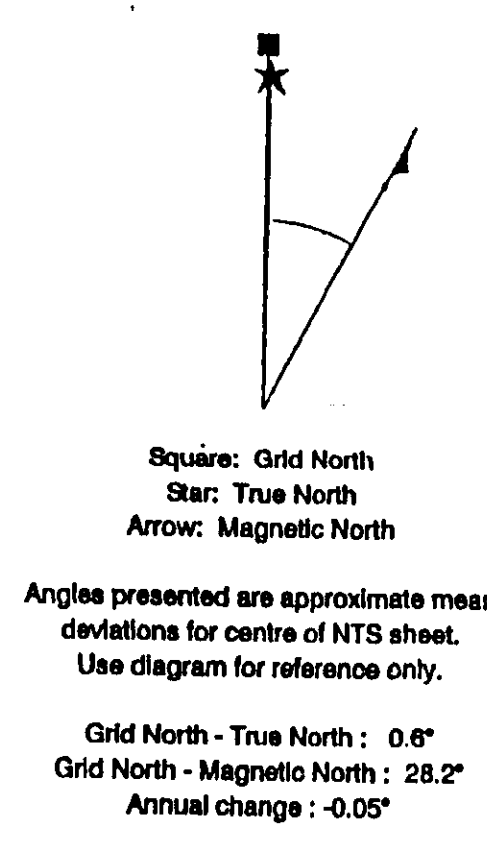 Square: Grid North
Star: True North
Arrow: Magnetic North
Angles presented are approximate mea
deviations for centre of NTS sheet.
Use diagram for reference only.
Grid North - True North : 0.6°
Grid North - Magnetic North : 28.2°
Annual change : -0.05°